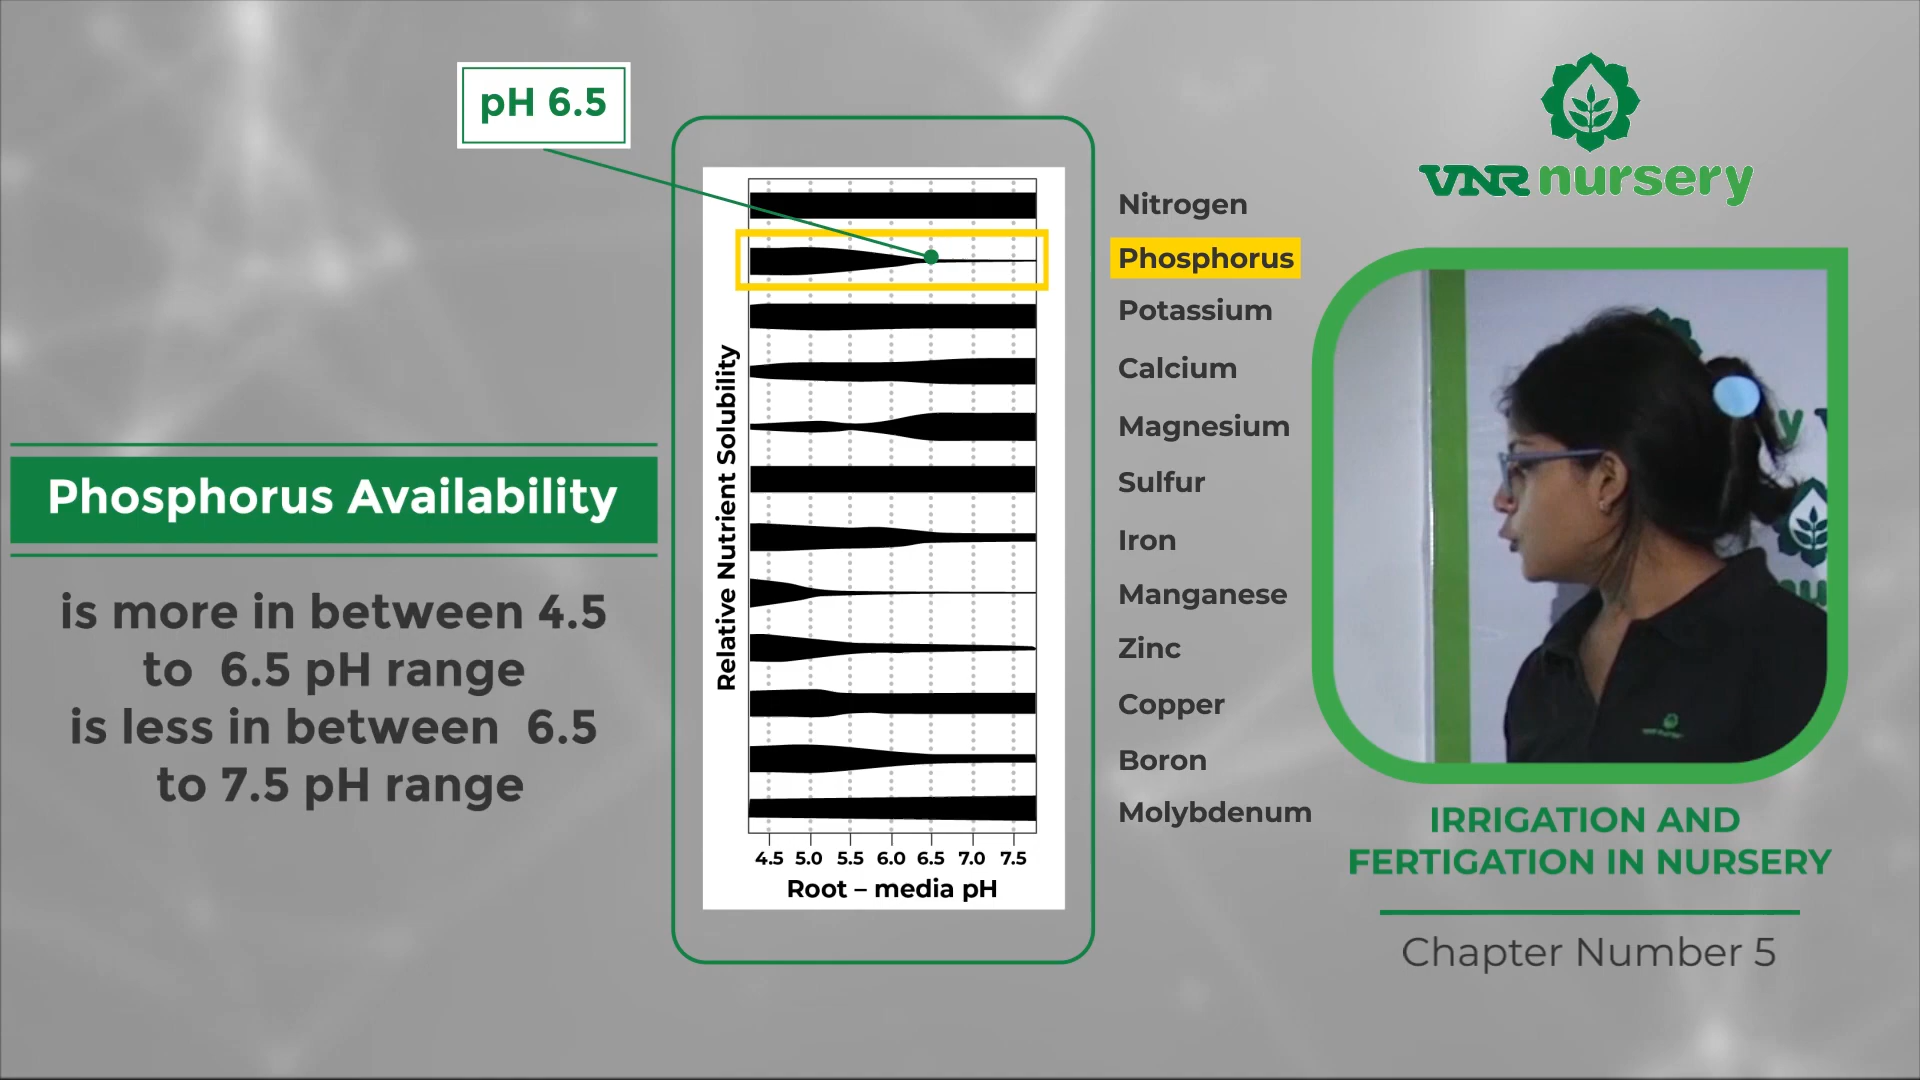 pH 6.5
VNR nursery
Phosphorus Availability
is more in between 4.5
to 6.5 pH range
is less in between 6.5
to 7.5 pH range
Relative Nutrient Solubility
Nitrogen
Phosphorus
Potassium
Calcium
Magnesium
Sulfur
Iron
Manganese
Zinc
Copper
Boron
Molybdenum
4.5 5.0 5.5 6.0 6.5 7.0 7.5
Root – media pH
IRRIGATION AND
FERTIGATION IN NURSERY
Chapter Number 5